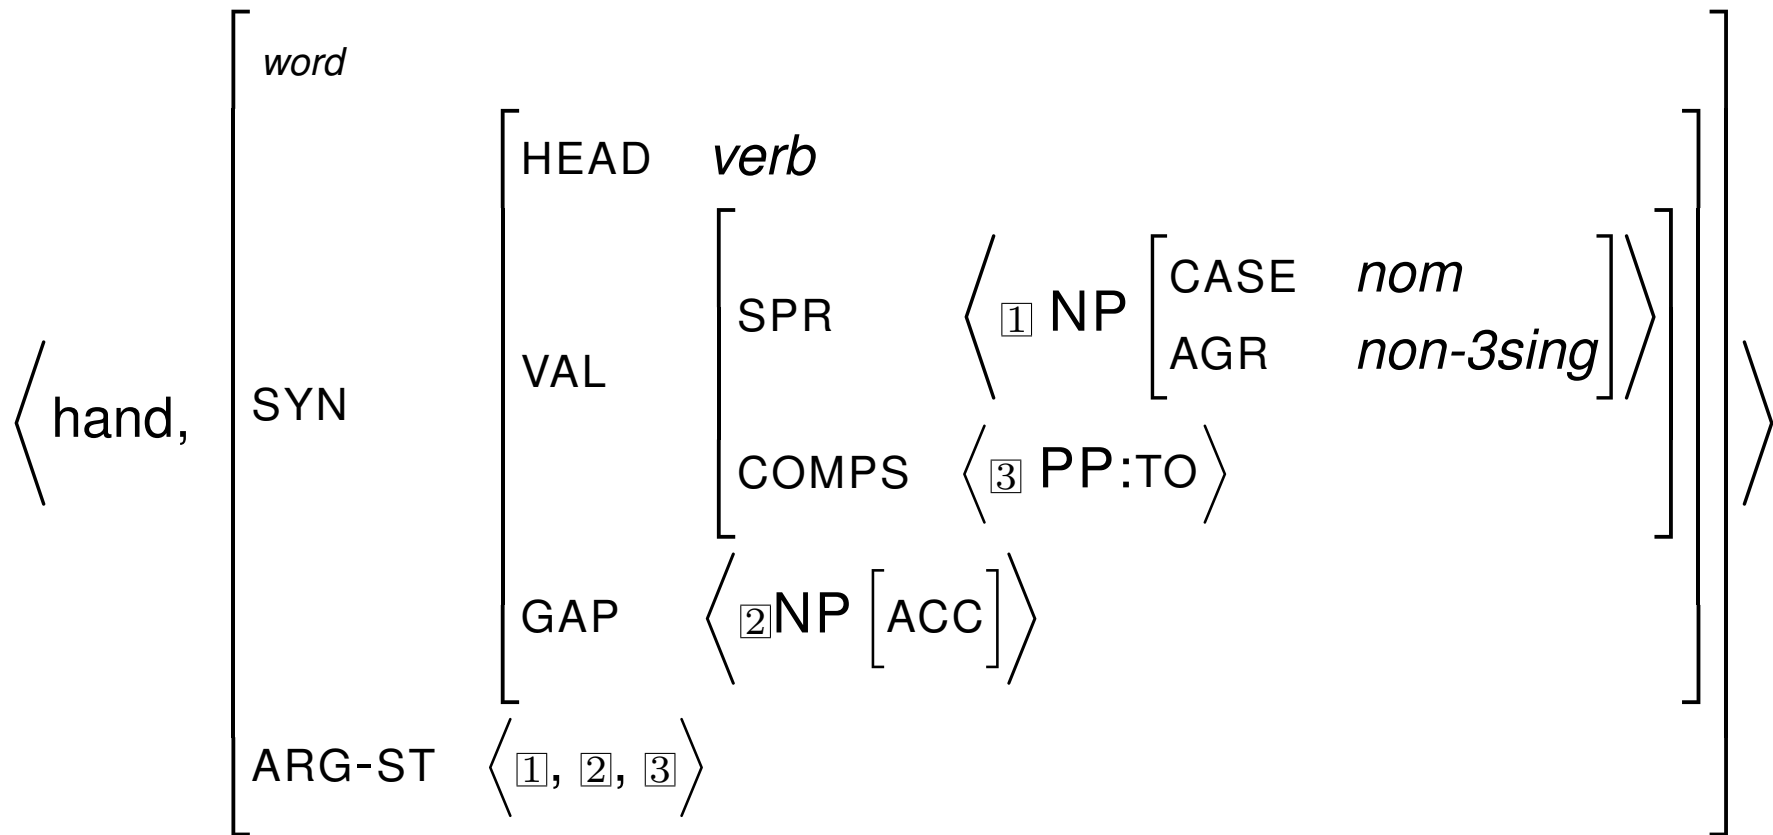 word
HEAD verb
SPR ⟨ 1 NP [ CASE nom
AGR non-3sing ] ⟩
VAL
⟨ hand, SYN
COMPS ⟨ 3 PP:TO ⟩
GAP ⟨ 2 NP [ ACC ] ⟩
ARG-ST ⟨ 1, 2, 3 ⟩ ⟩